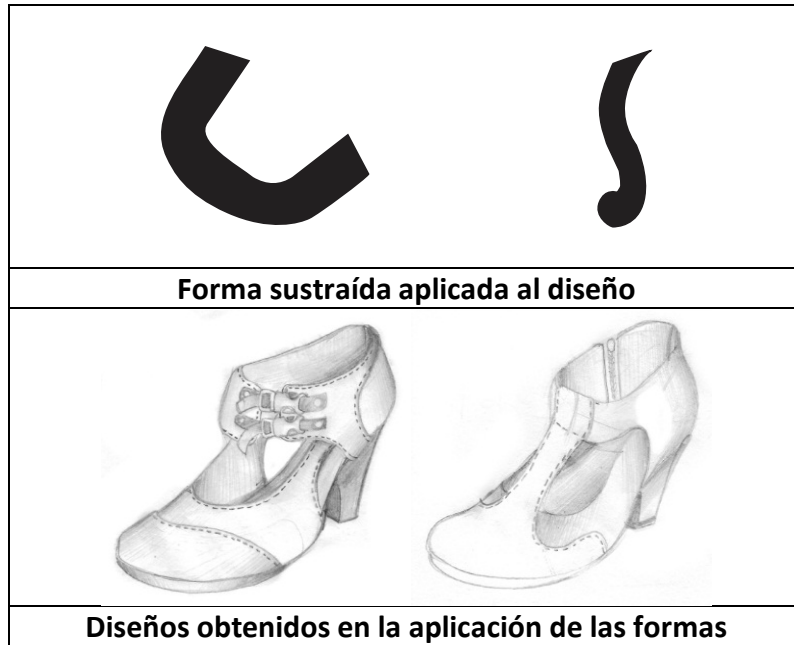 Forma sustraída aplicada al diseño
Diseños obtenidos en la aplicación de las formas